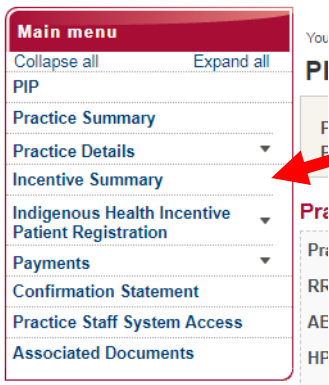 Main menu
Collapse all Expand all
PIP
Practice Summary
Practice Details
Incentive Summary
Indigenous Health Incentive
Patient Registration
Payments
Confirmation Statement
Practice Staff System Access
Associated Documents